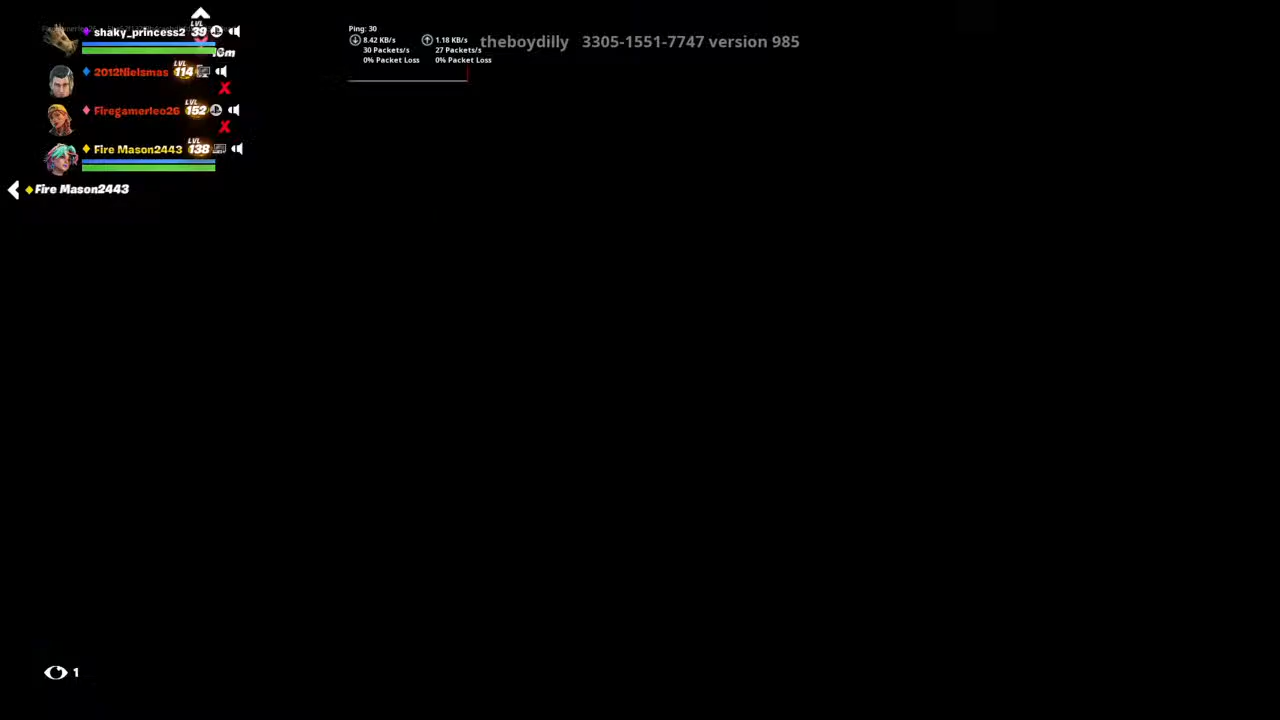 shaky_princess2 LVL 39
16m
2012Nielsmas LVL 114
X
Firegamerleo26 LVL 152
X
Fire Mason2443 LVL 138
Fire Mason2443
Ping: 30
8.42 KB/s 1.18 KB/s
30 Packets/s 27 Packets/s
0% Packet Loss 0% Packet Loss
theboydilly 3305-1551-7747 version 985
1